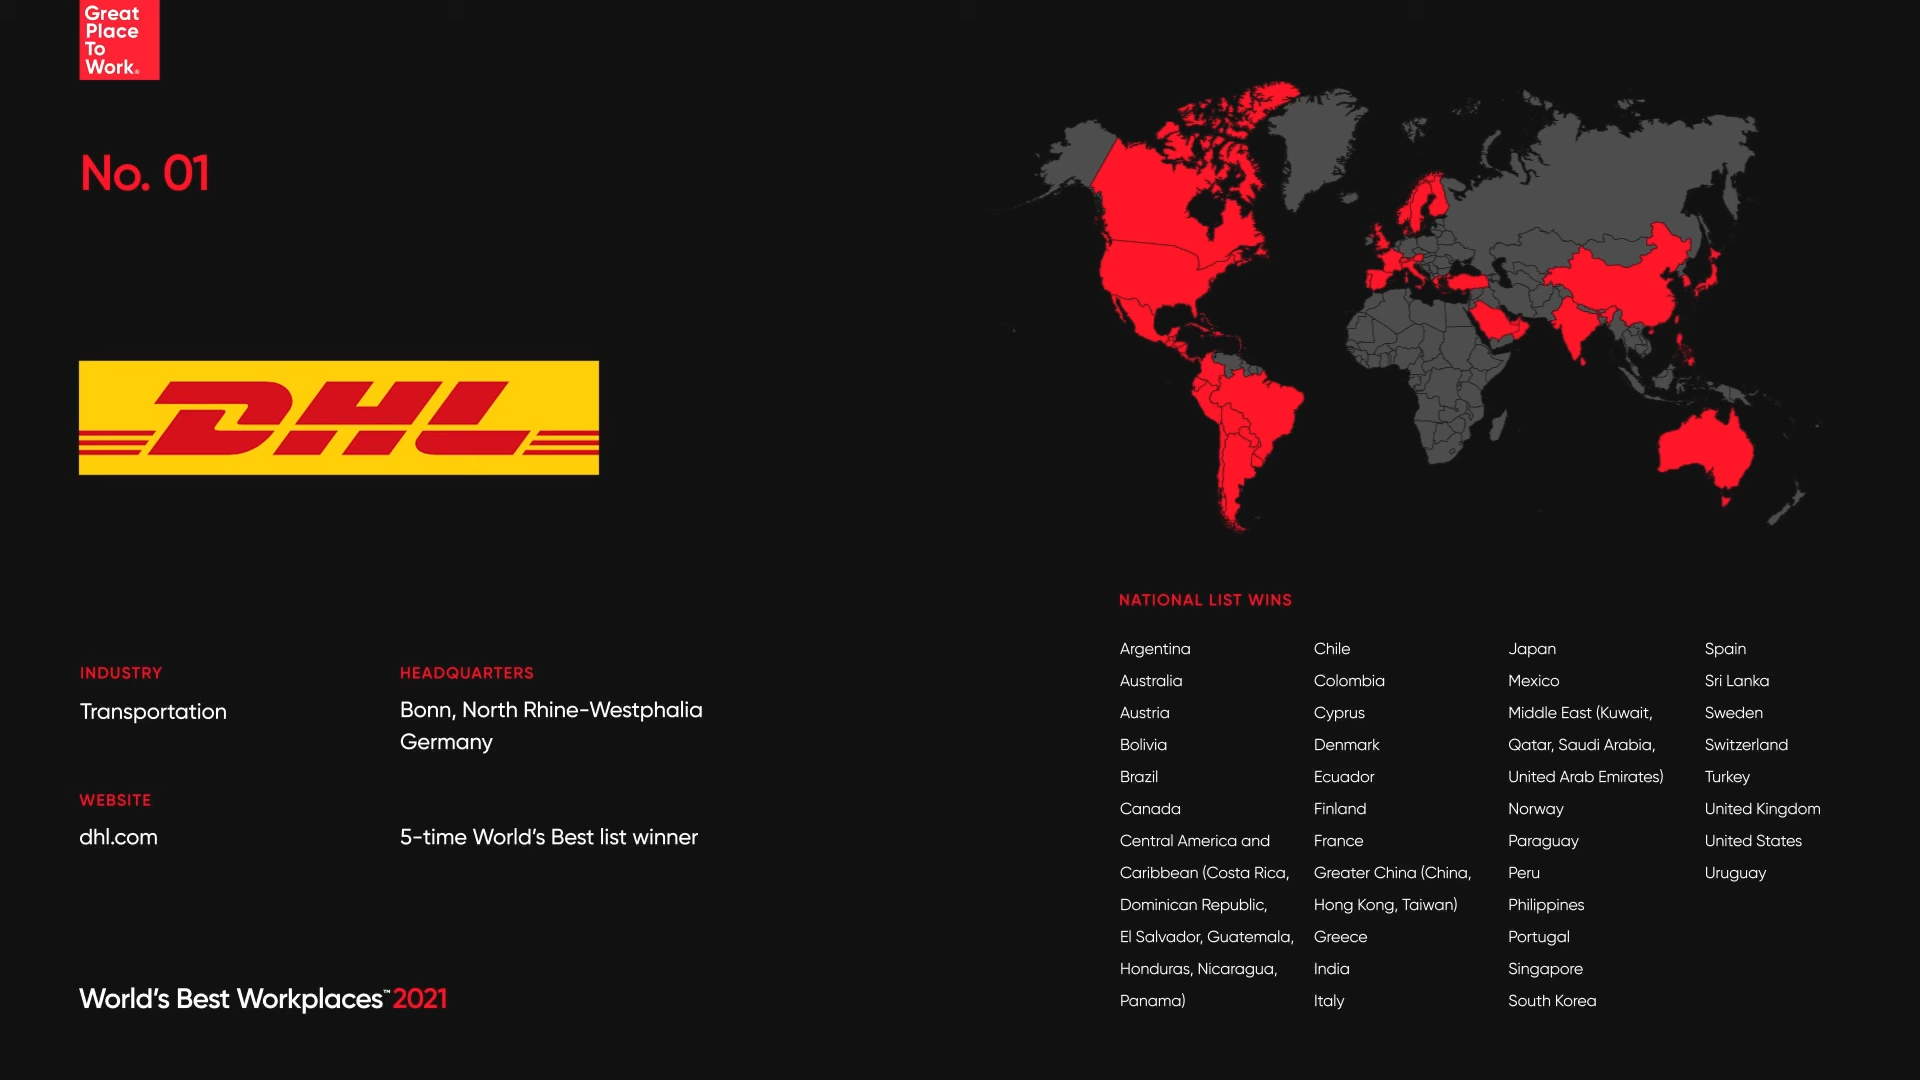 Great
Place
To
Work.
No. 01
DHL
INDUSTRY
Transportation
HEADQUARTERS
Bonn, North Rhine-Westphalia
Germany
WEBSITE
dhl.com
5-time World's Best list winner
World's Best Workplaces™ 2021
NATIONAL LIST WINS
Argentina
Australia
Austria
Bolivia
Brazil
Canada
Central America and
Caribbean (Costa Rica,
Dominican Republic,
El Salvador, Guatemala,
Honduras, Nicaragua,
Panama)
Chile
Colombia
Cyprus
Denmark
Ecuador
Finland
France
Greater China (China,
Hong Kong, Taiwan)
Greece
India
Italy
Japan
Mexico
Middle East (Kuwait,
Qatar, Saudi Arabia,
United Arab Emirates)
Norway
Paraguay
Peru
Philippines
Portugal
Singapore
South Korea
Spain
Sri Lanka
Sweden
Switzerland
Turkey
United Kingdom
United States
Uruguay